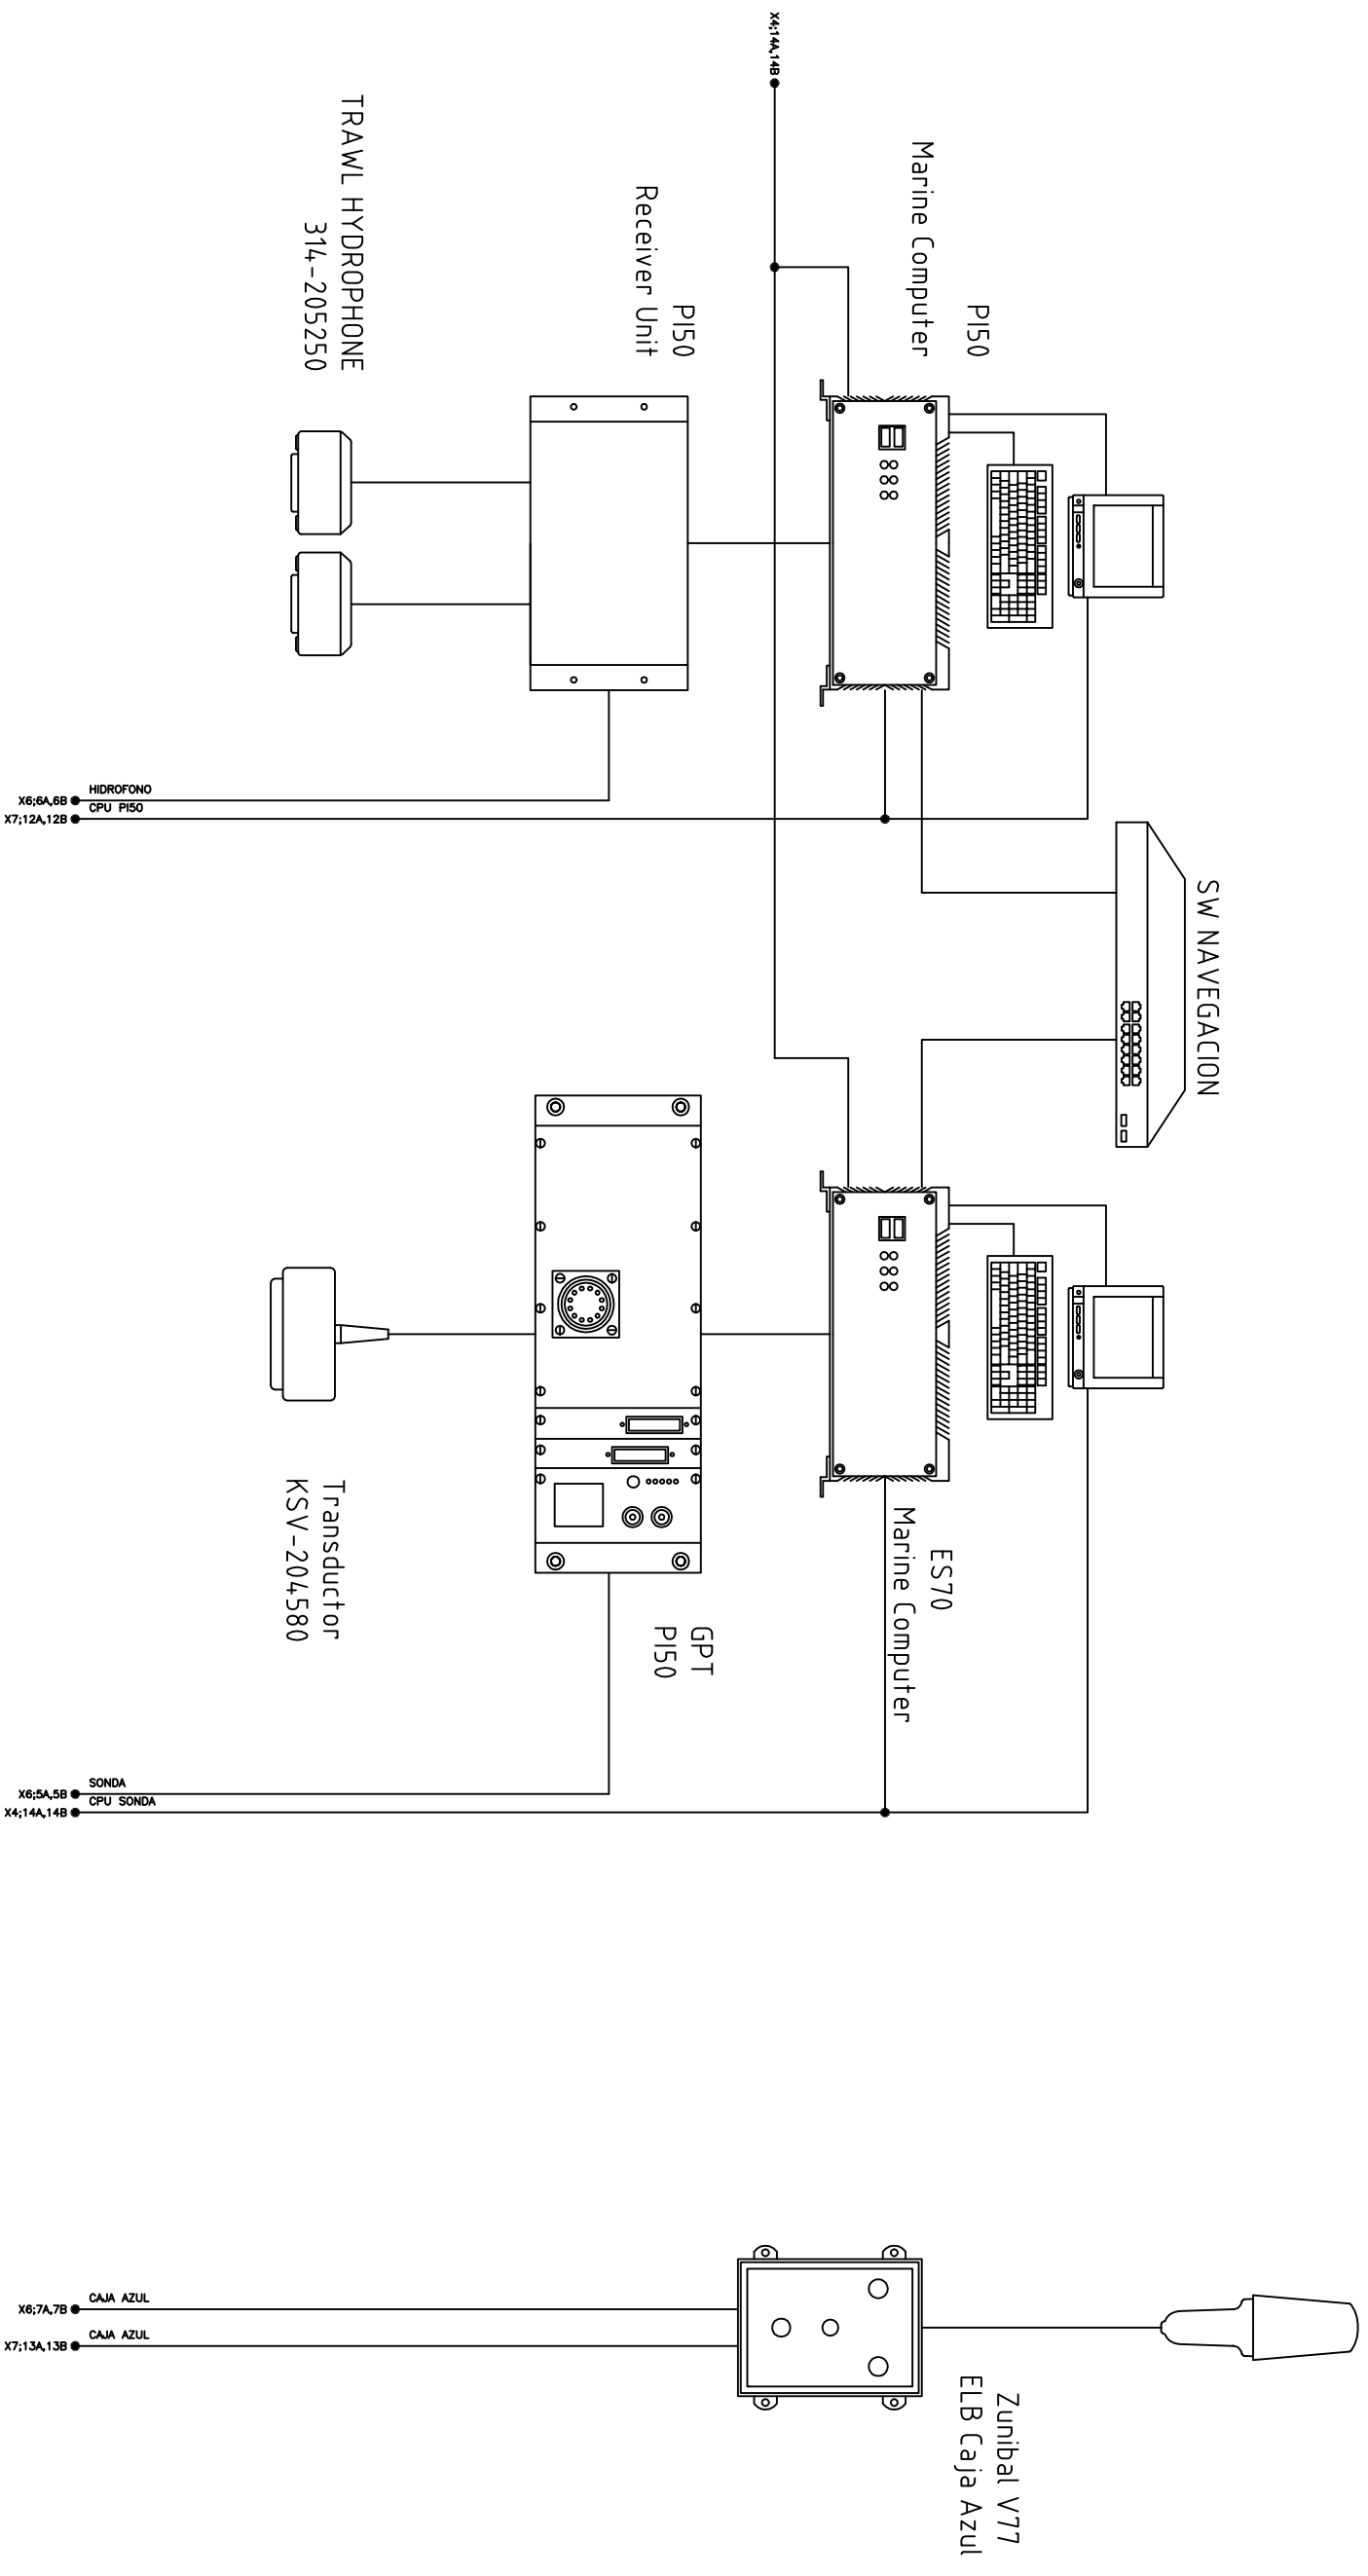 X4;14A,14B
PI50
Marine Computer
PI50
Receiver Unit
TRAWL HYDROPHONE
314-205250
HIDROFONO
X6;6A,6B
CPU PI50
X7;12A,12B
SW NAVEGACION
ES70
Marine Computer
GPT
PI50
Transductor
KSV-204580
SONDA
X6;5A,5B
CPU SONDA
X4;14A,14B
Zunibal V77
ELB Caja Azul
CAJA AZUL
X6;7A,7B
CAJA AZUL
X7;13A,13B